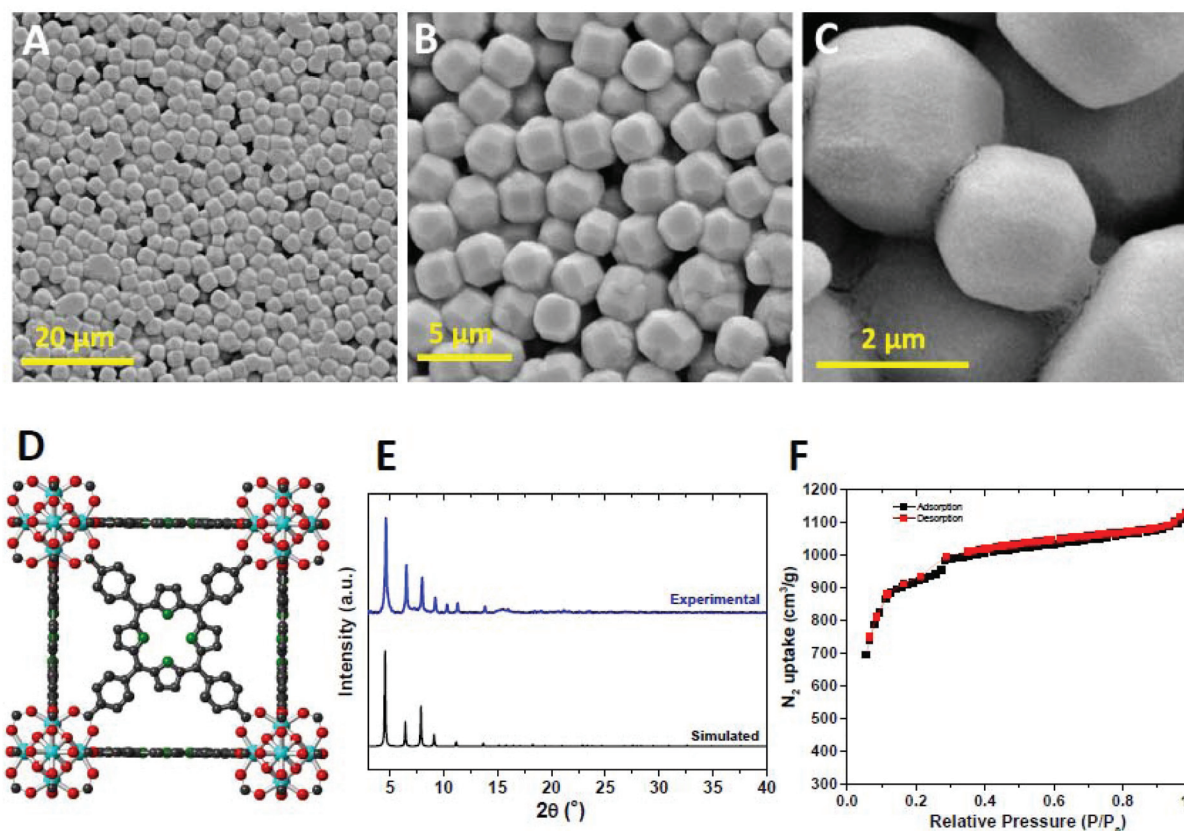 A
B
C
20 μm
5 μm
2 μm
D
E
F
Experimental
Simulated
Intensity (a.u.)
5 10 15 20 25 30 35 40
2θ (°)
Adsorption
Desorption
1200
1100
1000
900
800
700
600
500
400
300
N₂ uptake (cm³/g)
0.0 0.2 0.4 0.6 0.8 1
Relative Pressure (P/P₀)